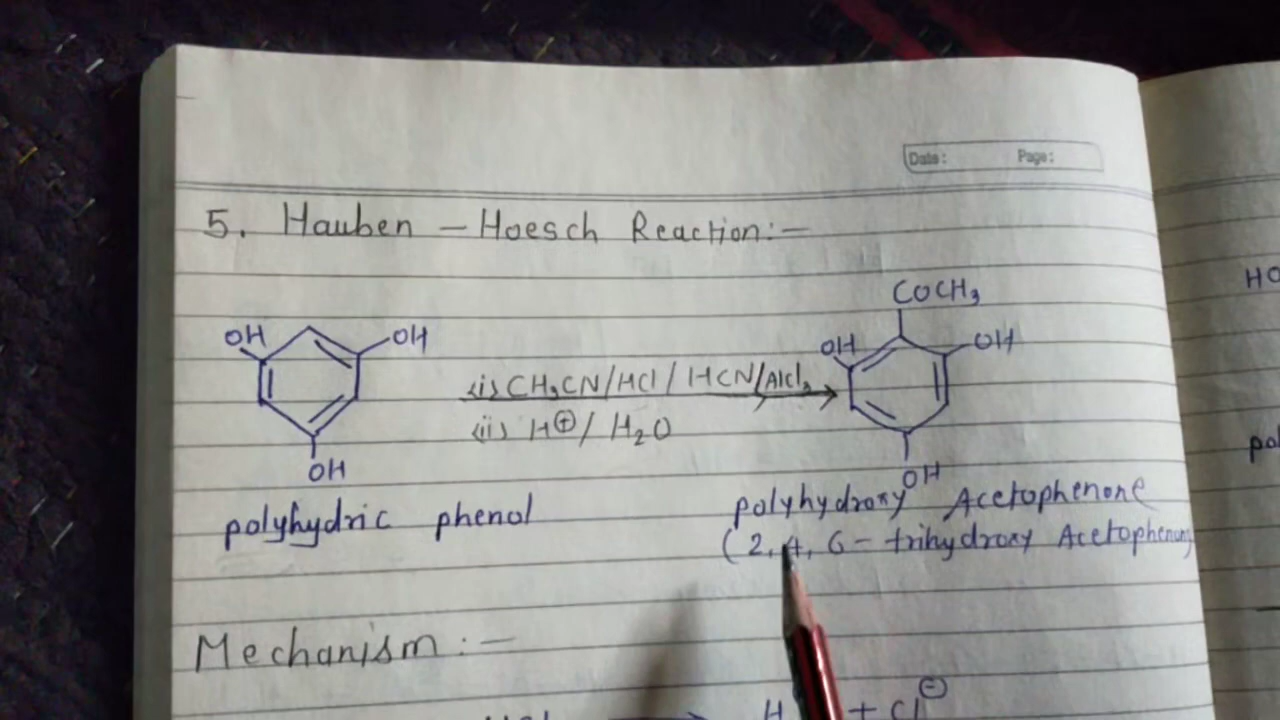 Date: Page:
5. Hauben - Hoesch Reaction:-
COCH3
OH OH OH OH
(i) CH3CN/HCl / HCN/AlCl3
(ii) H⊕/ H2O
OH OH
polyhydric phenol polyhydroxy Acetophenone
(2,4,6-trihydroxy Acetophenone)
Mechanism:-
H + Cl⊖
HO